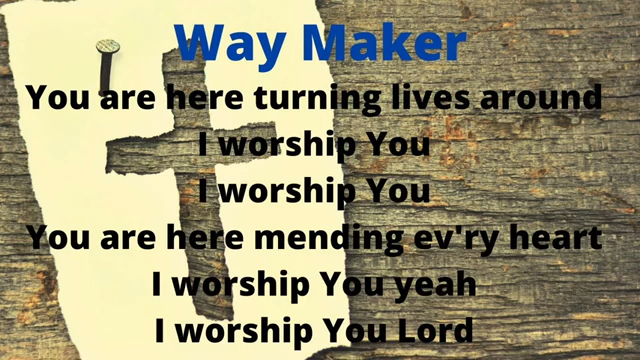 Way Maker
You are here turning lives around
I worship You
I worship You
You are here mending ev'ry heart
I worship You yeah
I worship You Lord